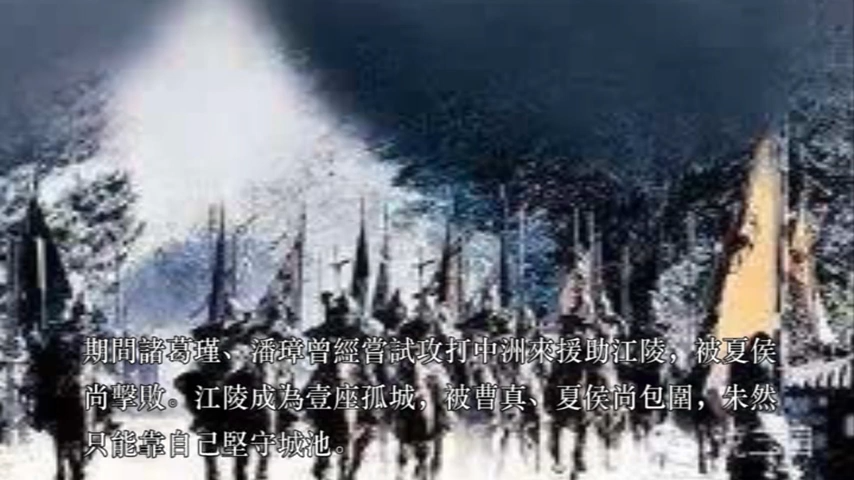 期間諸葛瑾、潘璋曾經嘗試攻打中洲來援助江陵，被夏侯
尚擊敗。江陵成為壹座孤城，被曹真、夏侯尚包圍，朱然
只能靠自己堅守城池。